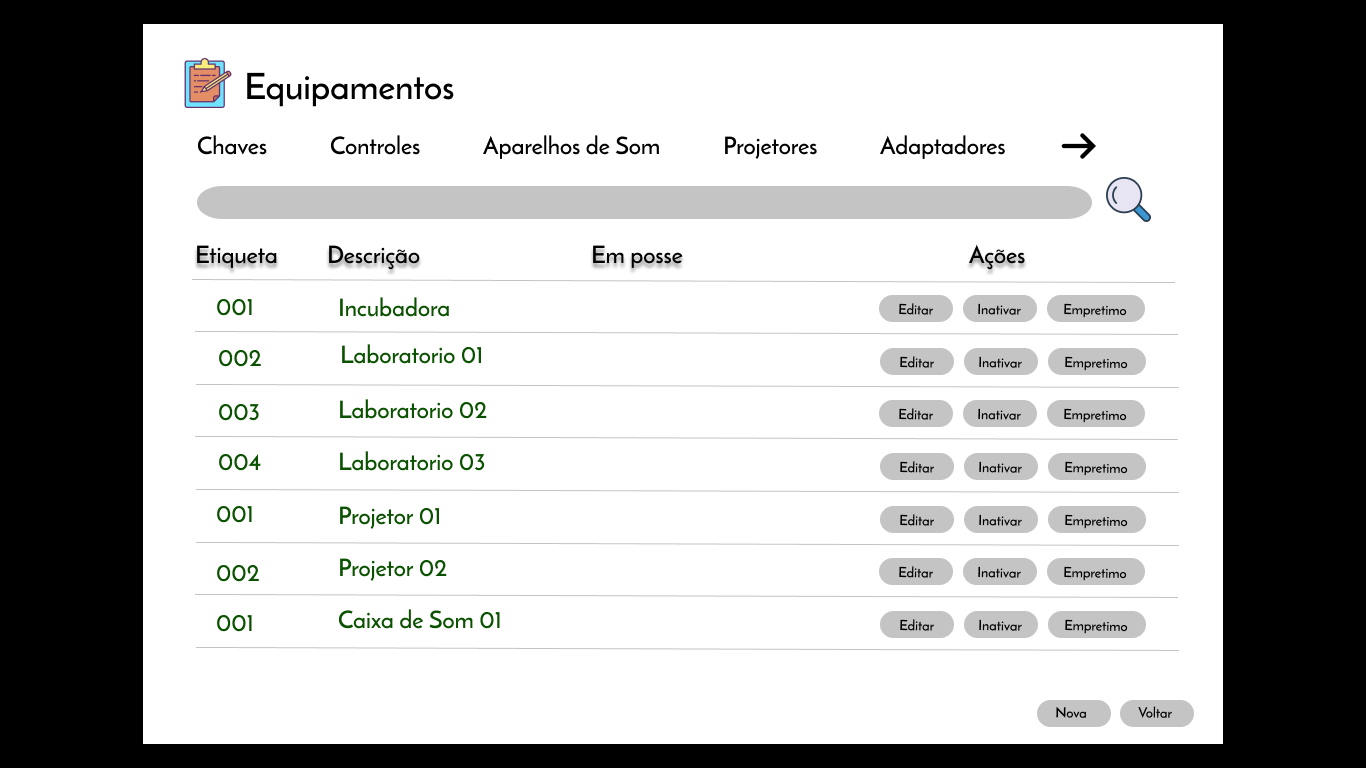 Equipamentos
Chaves Controles Aparelhos de Som Projetores Adaptadores
Etiqueta Descrição Em posse Ações
001 Incubadora Editar Inativar Empretimo
002 Laboratorio 01 Editar Inativar Empretimo
003 Laboratorio 02 Editar Inativar Empretimo
004 Laboratorio 03 Editar Inativar Empretimo
001 Projetor 01 Editar Inativar Empretimo
002 Projetor 02 Editar Inativar Empretimo
001 Caixa de Som 01 Editar Inativar Empretimo
Nova Voltar